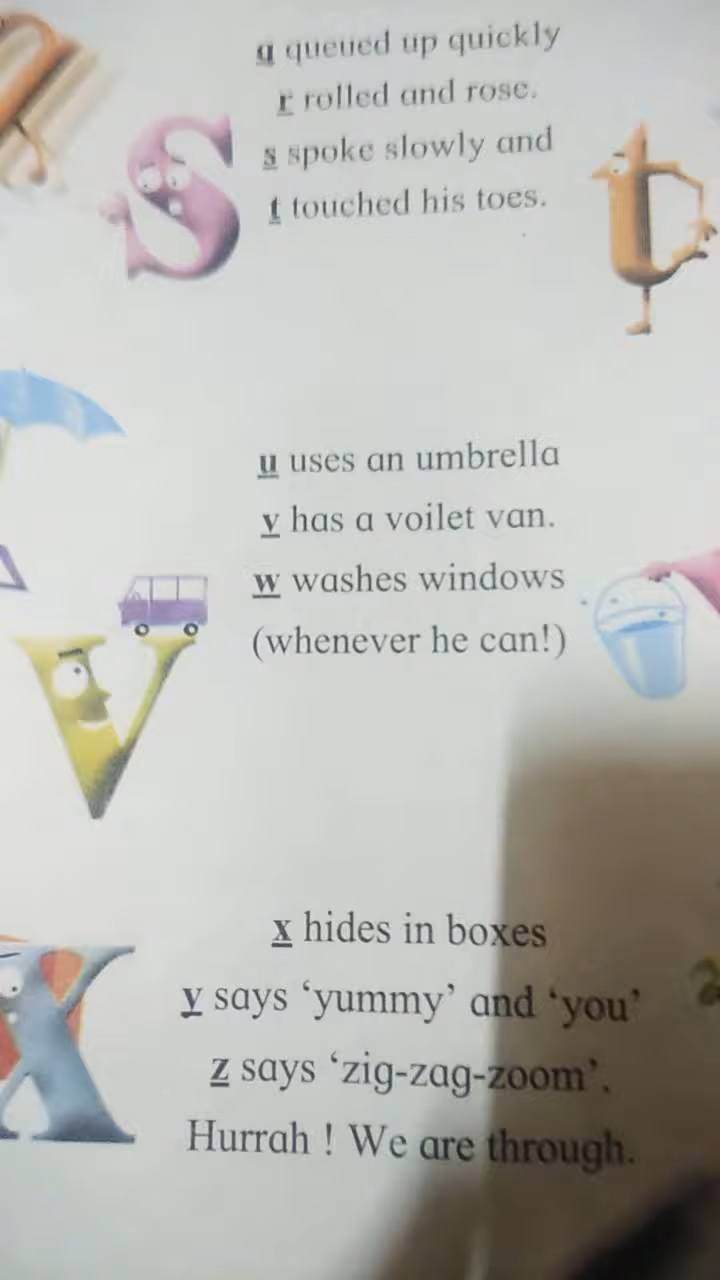 q queued up quickly
r rolled and rose.
s spoke slowly and
t touched his toes.
u uses an umbrella
v has a voilet van.
w washes windows
(whenever he can!)
x hides in boxes
y says ‘yummy’ and ‘you’
z says ‘zig-zag-zoom’.
Hurrah ! We are through.